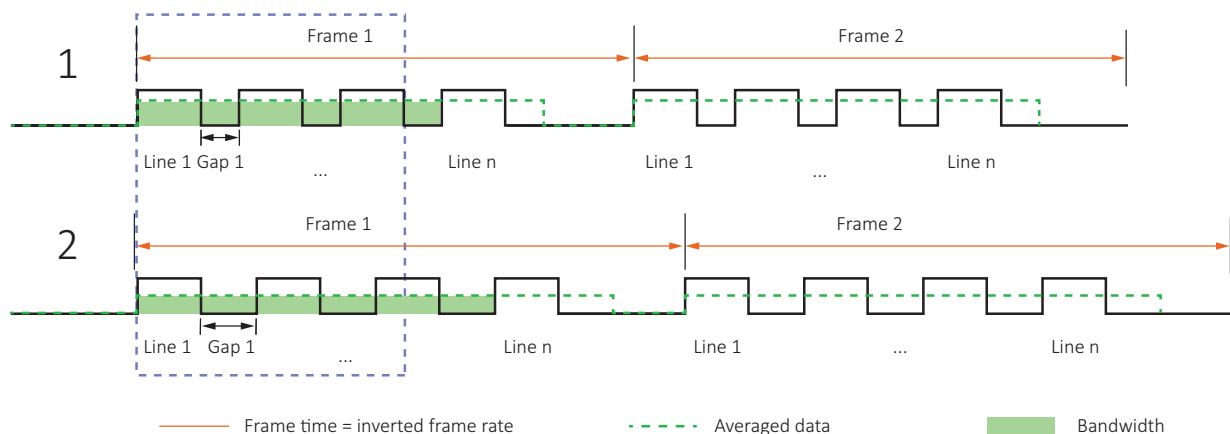 1
Frame 1
Frame 2
Line 1 Gap 1
...
Line n
Line 1
...
Line n
2
Frame 1
Frame 2
Line 1
Gap 1
...
Line n
Line 1
...
Line n
Frame time = inverted frame rate
Averaged data
Bandwidth